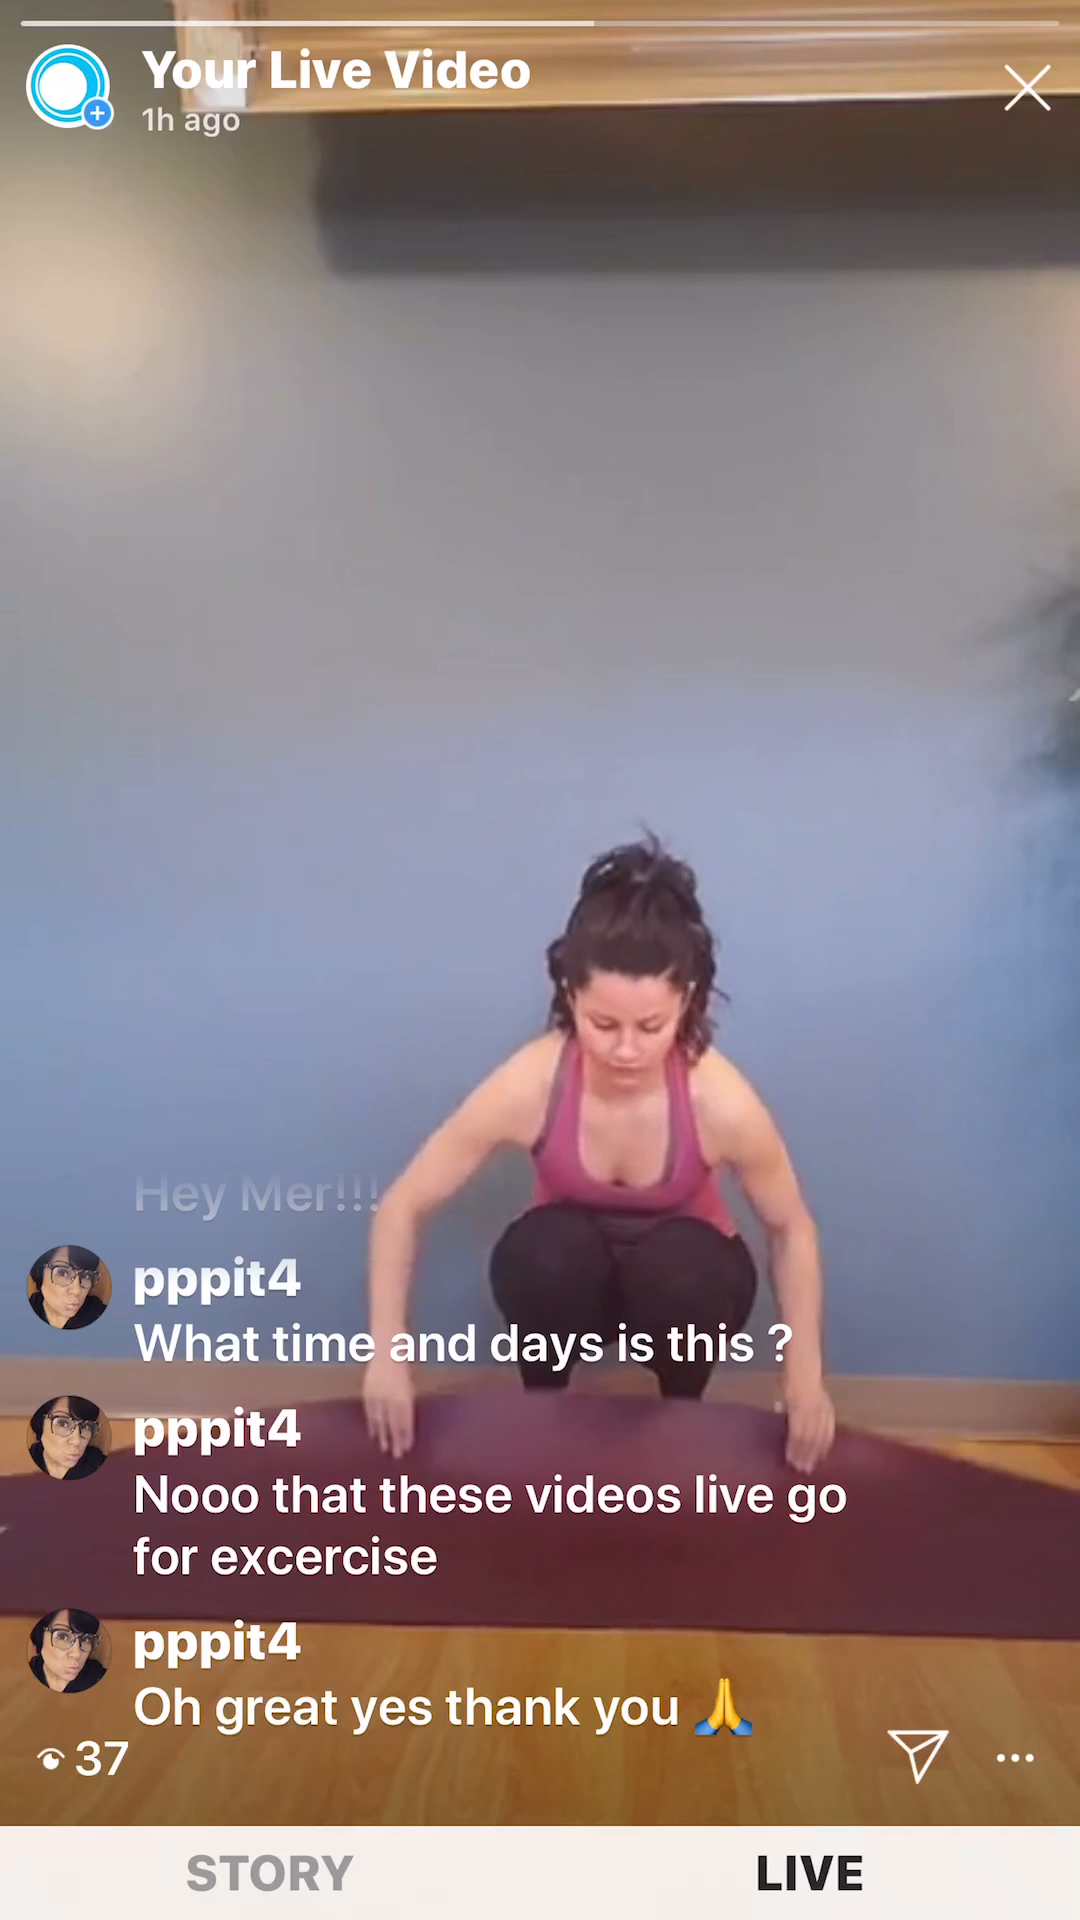 Your Live Video
1h ago
Hey Mer!!!
pppit4
What time and days is this ?
pppit4
Nooo that these videos live go
for excercise
pppit4
Oh great yes thank you 🙏
37
STORY
LIVE